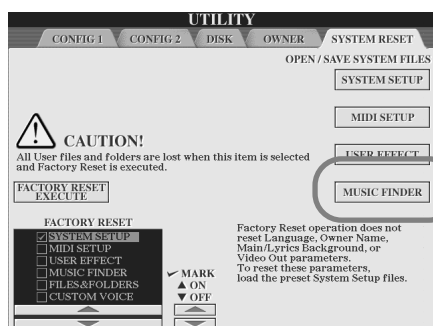 UTILITY
CONFIG 1 CONFIG 2 DISK OWNER SYSTEM RESET
OPEN / SAVE SYSTEM FILES
SYSTEM SETUP
MIDI SETUP
CAUTION!
All User files and folders are lost when this item is selected
and Factory Reset is executed.
USER EFFECT
FACTORY RESET
EXECUTE
MUSIC FINDER
FACTORY RESET
SYSTEM SETUP
MIDI SETUP
USER EFFECT
MUSIC FINDER
FILES&FOLDERS
CUSTOM VOICE
MARK
ON
OFF
Factory Reset operation does not
reset Language, Owner Name,
Main/Lyrics Background, or
Video Out parameters.
To reset these parameters,
load the preset System Setup files.